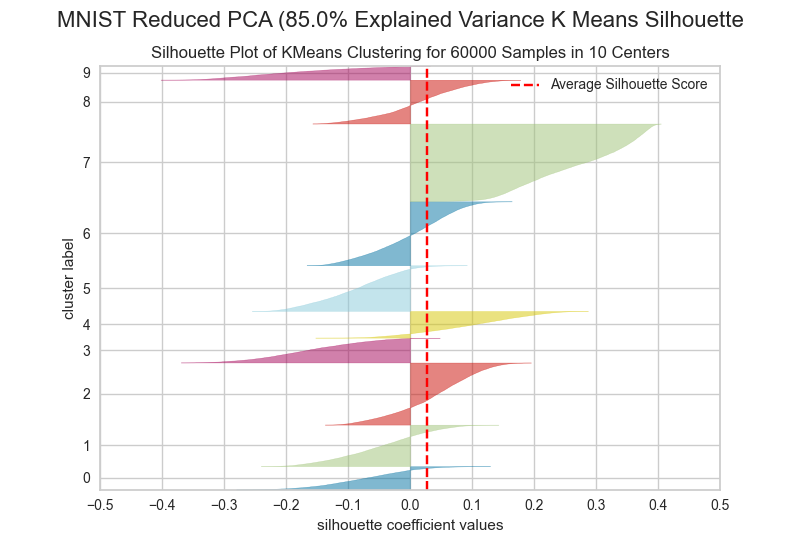 MNIST Reduced PCA (85.0% Explained Variance K Means Silhouette
Silhouette Plot of KMeans Clustering for 60000 Samples in 10 Centers
Average Silhouette Score
9
8
7
6
5
4
3
2
1
0
cluster label
−0.5 −0.4 −0.3 −0.2 −0.1 0.0 0.1 0.2 0.3 0.4 0.5
silhouette coefficient values